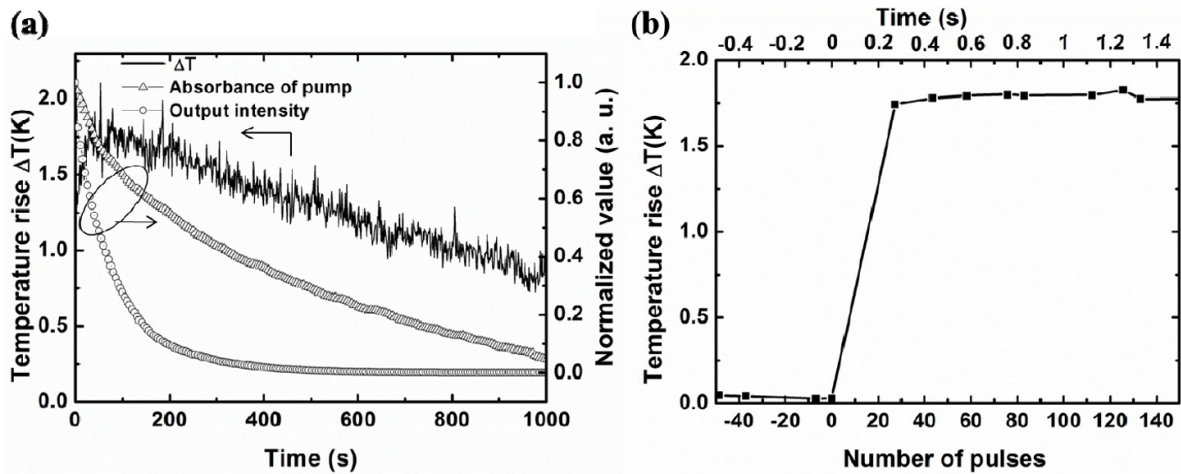 (a)
ΔT
Absorbance of pump
Output intensity
Temperature rise ΔT(K)
2.0
1.5
1.0
0.5
0.0
Normalized value (a. u.)
1.0
0.8
0.6
0.4
0.2
0.0
0 200 400 600 800 1000
Time (s)
(b)
Time (s)
-0.4 -0.2 0 0.2 0.4 0.6 0.8 1 1.2 1.4
Temperature rise ΔT(K)
2.0
1.5
1.0
0.5
0.0
-40 -20 0 20 40 60 80 100 120 140
Number of pulses